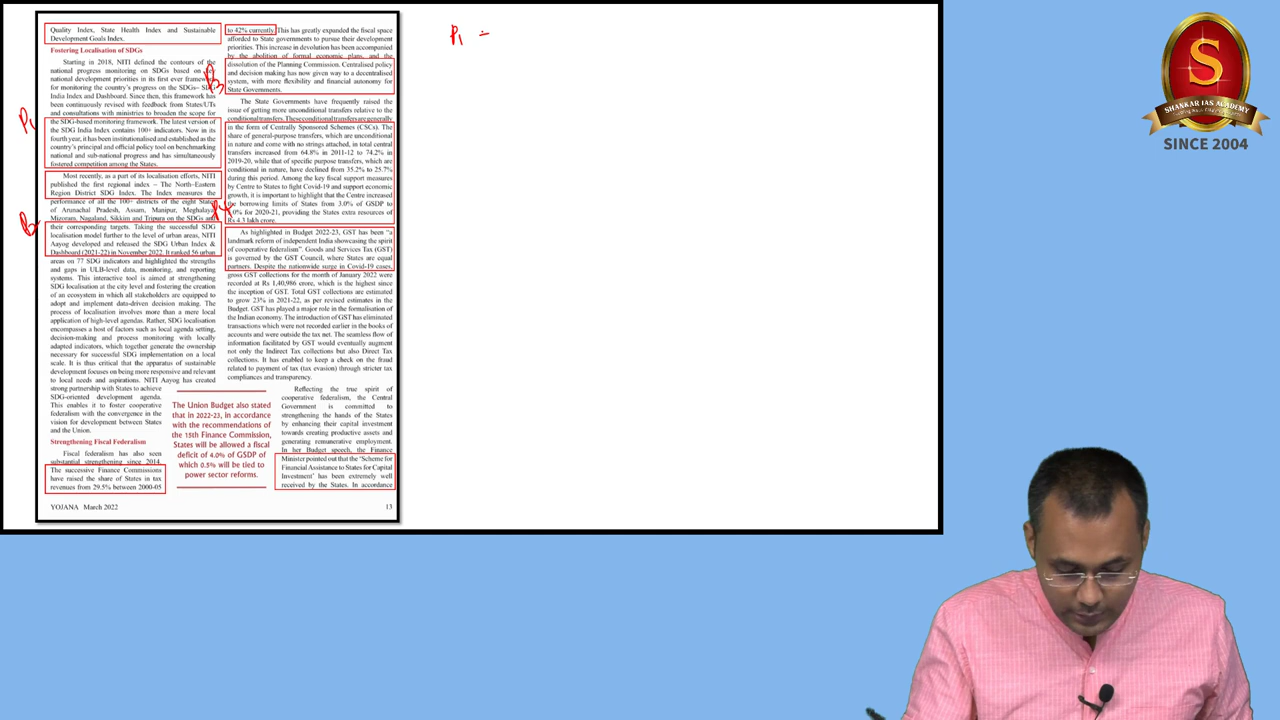 Quality Index, State Health Index and Sustainable
Development Goals Index.
Fostering Localisation of SDGs
Starting in 2018, NITI defined the contours of the
national progress monitoring on SDGs based on key
national development priorities in its first ever framework
for monitoring the country's progress on the SDGs– SDG
India Index and Dashboard. Since then, this framework has
been continuously revised with feedback from States/UTs
and consultations with ministries to broaden the scope for
the SDG-based monitoring framework. The latest version of
the SDG India Index contains 100+ indicators. Now in its
fourth year, it has been institutionalised and established as the
country's principal and official policy tool on benchmarking
national and sub-national progress and has simultaneously
fostered competition among the States.
Most recently, as a part of its localisation efforts, NITI
published the first regional index – The North-Eastern
Region District SDG Index. The Index measures the
performance of all the 100+ districts of the eight States
of Arunachal Pradesh, Assam, Manipur, Meghalaya,
Mizoram, Nagaland, Sikkim and Tripura on the SDGs and
their corresponding targets. Taking the successful SDG
localisation model further to the level of urban areas, NITI
Aayog developed and released the SDG Urban Index &
Dashboard (2021-22) in November 2022. It ranked 56 urban
areas on 77 SDG indicators and highlighted the strengths
and gaps in ULB-level data, monitoring, and reporting
systems. This interactive tool is aimed at strengthening
SDG localisation at the city level and fostering the creation
of an ecosystem in which all stakeholders are equipped to
adopt and implement data-driven decision making. The
process of localisation involves more than a mere local
application of high-level agendas. Rather, SDG localisation
encompasses a host of factors such as local agenda setting,
decision-making and process monitoring with locally
adapted indicators, which together generate the ownership
necessary for successful SDG implementation on a local
scale. It is thus critical that the apparatus of sustainable
development focuses on being more responsive and relevant
to local needs and aspirations. NITI Aayog has created
strong partnership with States to achieve
SDG-oriented development agenda.
This enables it to foster cooperative
federalism with the convergence in the
vision for development between States
and the Union.
Strengthening Fiscal Federalism
Fiscal federalism has also seen
substantial strengthening since 2014.
The successive Finance Commissions
have raised the share of States in tax
revenues from 29.5% between 2000-05
to 42% currently. This has greatly expanded the fiscal space
afforded to State governments to pursue their development
priorities. This increase in devolution has been accompanied
by the abolition of formal economic plans, and the
dissolution of the Planning Commission. Centralised policy
and decision making has now given way to a decentralised
system, with more flexibility and financial autonomy for
State Governments.
The State Governments have frequently raised the
issue of getting more unconditional transfers relative to the
conditional transfers. These conditional transfers are generally
in the form of Centrally Sponsored Schemes (CSCs). The
share of general-purpose transfers, which are unconditional
in nature and come with no strings attached, in total central
transfers increased from 64.8% in 2011-12 to 74.2% in
2019-20, while that of specific purpose transfers, which are
conditional in nature, have declined from 35.2% to 25.7%
during this period. Among the key fiscal support measures
by Centre to States to fight Covid-19 and support economic
growth, it is important to highlight that the Centre increased
the borrowing limits of States from 3.0% of GSDP to
5.0% for 2020-21, providing the States extra resources of
Rs 4.3 lakh crore.
As highlighted in Budget 2022-23, GST has been "a
landmark reform of independent India showcasing the spirit
of cooperative federalism". Goods and Services Tax (GST)
is governed by the GST Council, where States are equal
partners. Despite the nationwide surge in Covid-19 cases,
gross GST collections for the month of January 2022 were
recorded at Rs 1,40,986 crore, which is the highest since
the inception of GST. Total GST collections are estimated
to grow 23% in 2021-22, as per revised estimates in the
Budget. GST has played a major role in the formalisation of
the Indian economy. The introduction of GST has eliminated
transactions which were not recorded earlier in the books of
accounts and were outside the tax net. The seamless flow of
information facilitated by GST would eventually augment
not only the Indirect Tax collections but also Direct Tax
collections. It has enabled to keep a check on the fraud
related to payment of tax (tax evasion) through stricter tax
compliances and transparency.
Reflecting the true spirit of
cooperative federalism, the Central
Government is committed to
strengthening the hands of the States
by enhancing their capital investment
towards creating productive assets and
generating remunerative employment.
In her Budget speech, the Finance
Minister pointed out that the 'Scheme for
Financial Assistance to States for Capital
Investment' has been extremely well
received by the States. In accordance
The Union Budget also stated
that in 2022-23, in accordance
with the recommendations of
the 15th Finance Commission,
States will be allowed a fiscal
deficit of 4.0% of GSDP of
which 0.5% will be tied to
power sector reforms.
YOJANA March 2022
13
P1
P2
P3
P4
P1 =
S
SHANKAR IAS ACADEMY
SINCE 2004